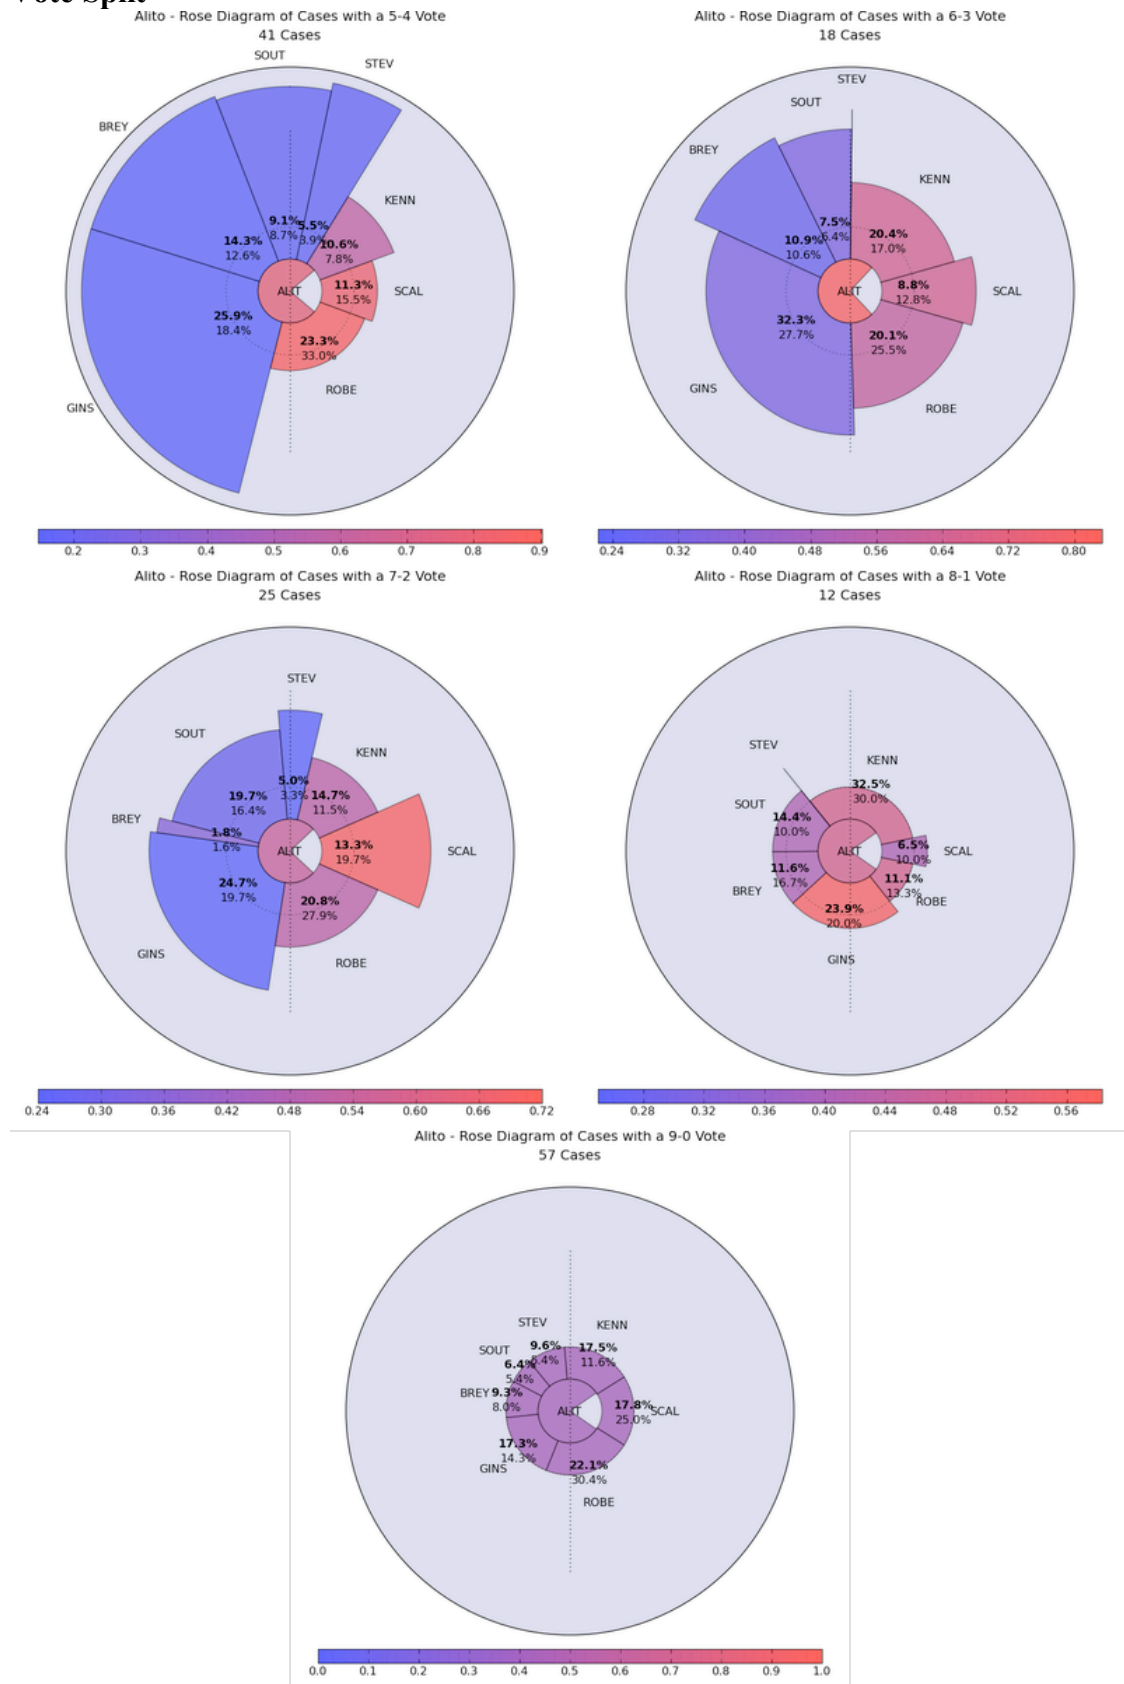 Vote Split
Alito - Rose Diagram of Cases with a 5-4 Vote
41 Cases
SOUT
STEV
BREY
KENN
9.1%
8.7%
5.5%
3.9%
14.3%
12.6%
10.6%
7.8%
ALIT
11.3%
15.5%
SCAL
25.9%
18.4%
23.3%
33.0%
ROBE
GINS
0.2 0.3 0.4 0.5 0.6 0.7 0.8 0.9
Alito - Rose Diagram of Cases with a 6-3 Vote
18 Cases
STEV
SOUT
BREY
KENN
7.5%
6.4%
10.9%
10.6%
20.4%
17.0%
ALIT
8.8%
12.8%
SCAL
32.3%
27.7%
20.1%
25.5%
GINS
ROBE
0.24 0.32 0.40 0.48 0.56 0.64 0.72 0.80
Alito - Rose Diagram of Cases with a 7-2 Vote
25 Cases
STEV
SOUT
KENN
5.0%
3.3%
19.7%
16.4%
14.7%
11.5%
BREY
1.8%
1.6%
ALIT
13.3%
19.7%
SCAL
24.7%
19.7%
20.8%
27.9%
GINS
ROBE
0.24 0.30 0.36 0.42 0.48 0.54 0.60 0.66 0.72
Alito - Rose Diagram of Cases with a 8-1 Vote
12 Cases
STEV
KENN
32.5%
30.0%
SOUT
14.4%
10.0%
ALIT
6.5%
10.0%
SCAL
11.6%
16.7%
BREY
11.1%
13.3%
ROBE
23.9%
20.0%
GINS
0.28 0.32 0.36 0.40 0.44 0.48 0.52 0.56
Alito - Rose Diagram of Cases with a 9-0 Vote
57 Cases
STEV
KENN
9.6%
5.4%
17.5%
11.6%
SOUT
6.4%
5.4%
BREY
9.3%
8.0%
ALIT
17.8%
25.0%
SCAL
17.3%
14.3%
GINS
22.1%
30.4%
ROBE
0.0 0.1 0.2 0.3 0.4 0.5 0.6 0.7 0.8 0.9 1.0